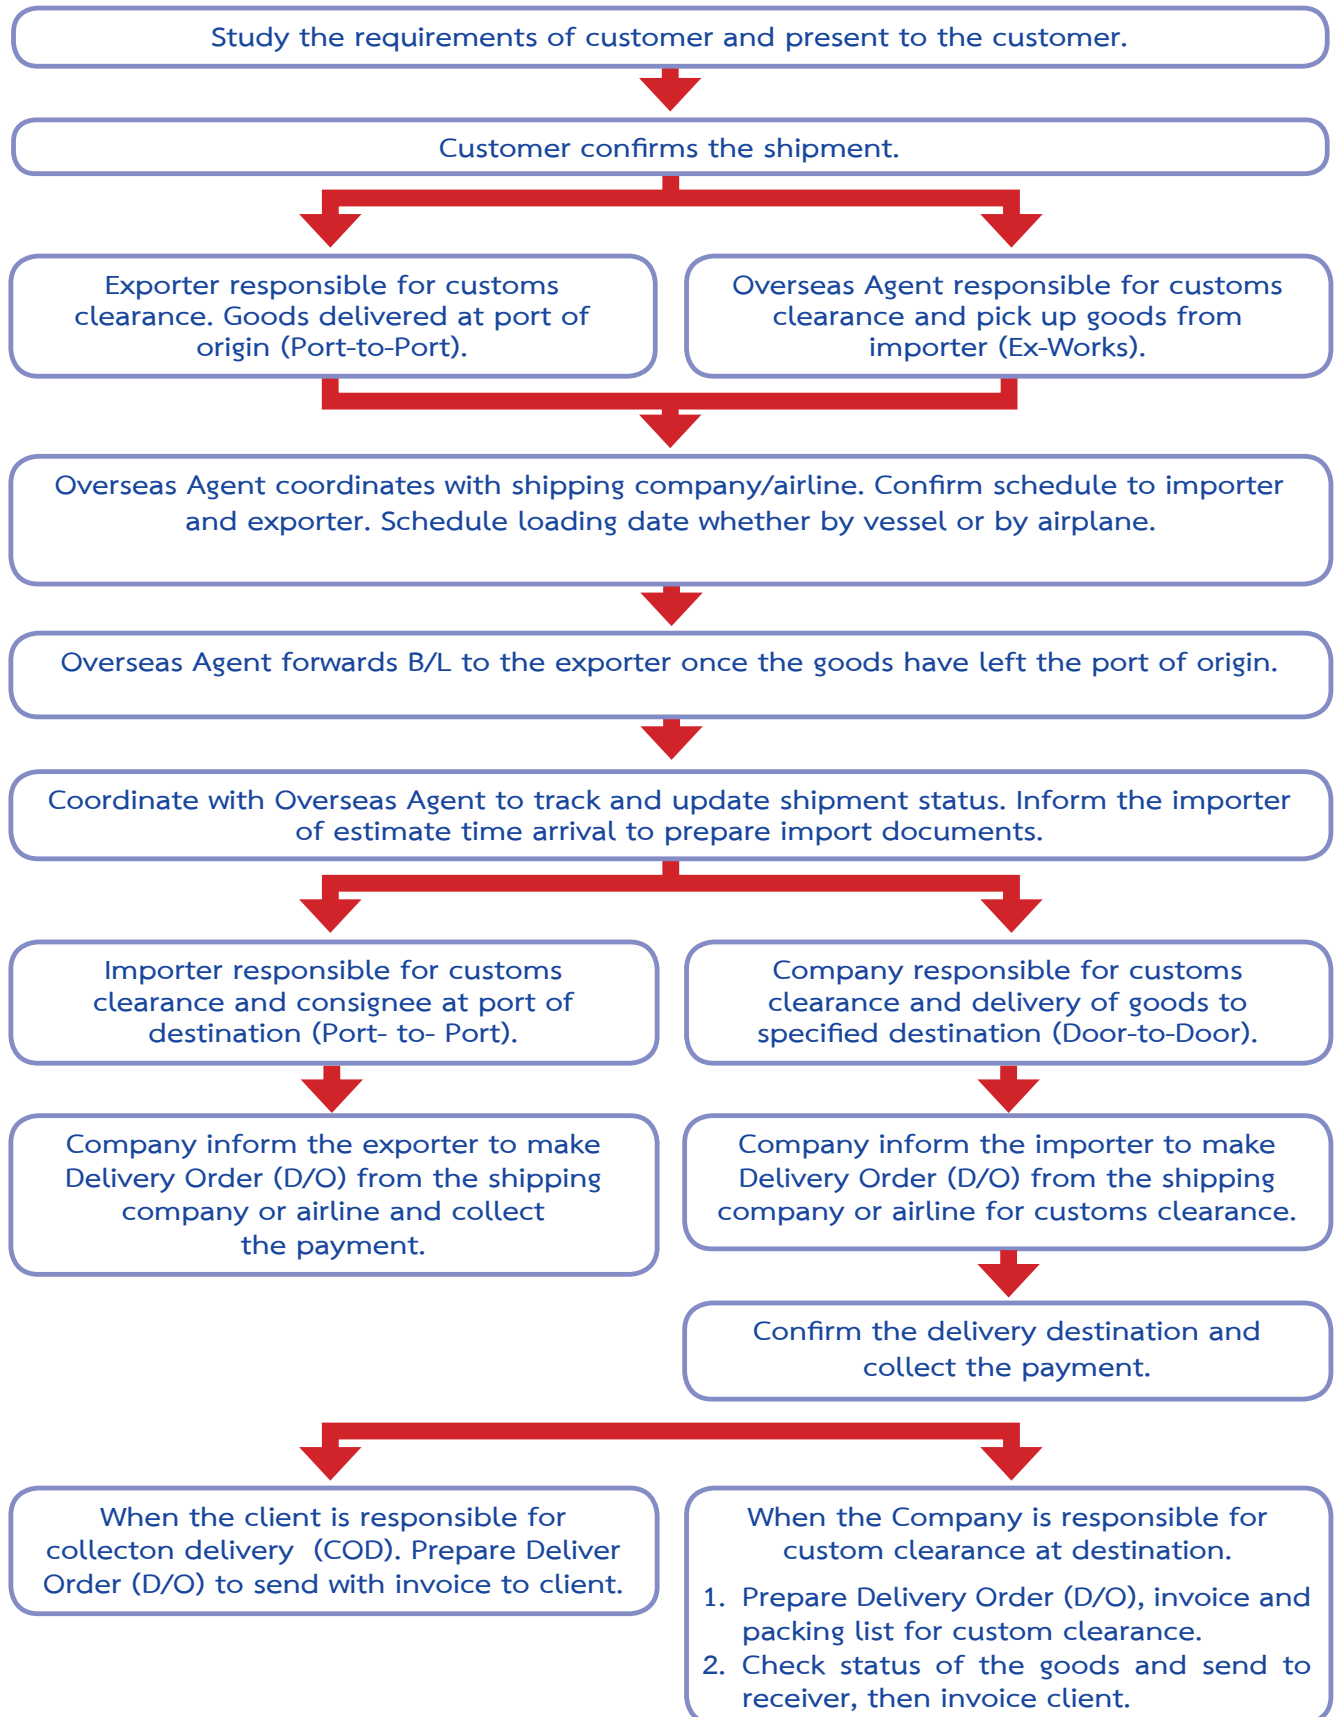 Study the requirements of customer and present to the customer.
Customer confirms the shipment.
Exporter responsible for customs
clearance. Goods delivered at port of
origin (Port-to-Port).
Overseas Agent responsible for customs
clearance and pick up goods from
importer (Ex-Works).
Overseas Agent coordinates with shipping company/airline. Confirm schedule to importer
and exporter. Schedule loading date whether by vessel or by airplane.
Overseas Agent forwards B/L to the exporter once the goods have left the port of origin.
Coordinate with Overseas Agent to track and update shipment status. Inform the importer
of estimate time arrival to prepare import documents.
Importer responsible for customs
clearance and consignee at port of
destination (Port- to- Port).
Company responsible for customs
clearance and delivery of goods to
specified destination (Door-to-Door).
Company inform the exporter to make
Delivery Order (D/O) from the shipping
company or airline and collect
the payment.
Company inform the importer to make
Delivery Order (D/O) from the shipping
company or airline for customs clearance.
Confirm the delivery destination and
collect the payment.
When the client is responsible for
collecton delivery (COD). Prepare Deliver
Order (D/O) to send with invoice to client.
When the Company is responsible for
custom clearance at destination.
1. Prepare Delivery Order (D/O), invoice and
packing list for custom clearance.
2. Check status of the goods and send to
receiver, then invoice client.